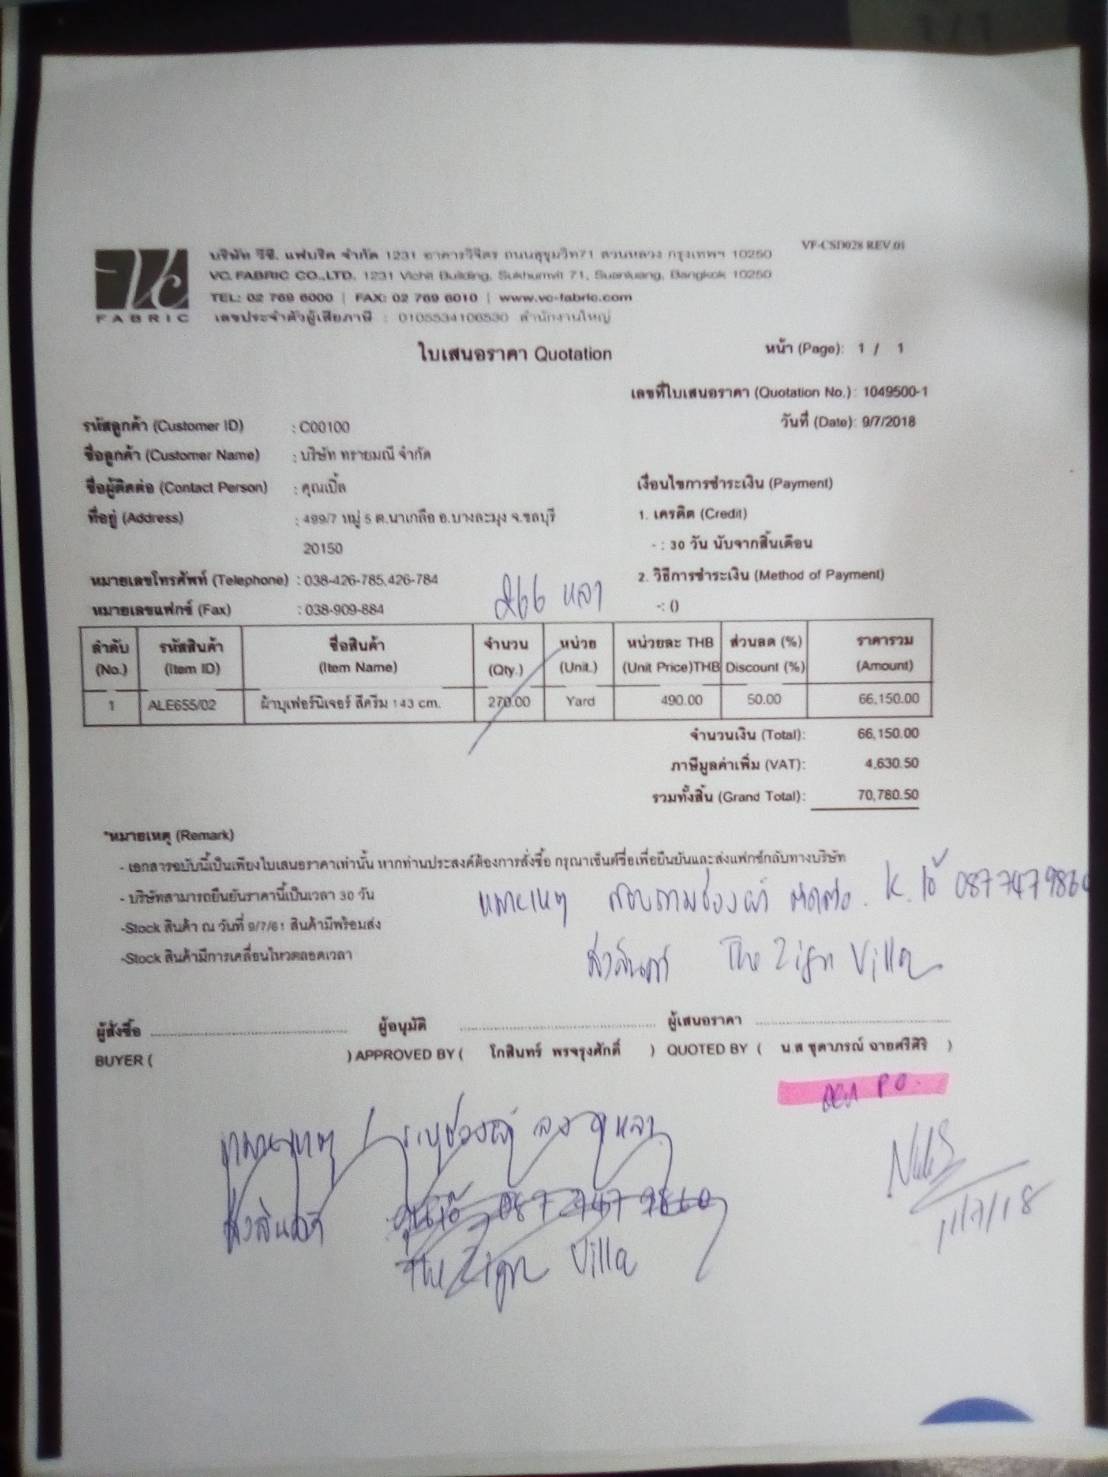 VF-CSD028 REV.01
VC
FABRIC
บริษัท วีซี. แฟบริค จำกัด 1231 อาคารวิจิตร ถนนสุขุมวิท71 สวนหลวง กรุงเทพฯ 10250
VC. FABRIC CO.,LTD. 1231 Vichit Building, Sukhumvit 71, Suanluang, Bangkok 10250
TEL: 02 769 6000 | FAX: 02 769 6010 | www.vc-fabric.com
เลขประจำตัวผู้เสียภาษี : 0105534106530 สำนักงานใหญ่
ใบเสนอราคา Quotation
หน้า (Page): 1 / 1
เลขที่ใบเสนอราคา (Quotation No.): 1049500-1
วันที่ (Date): 9/7/2018
รหัสลูกค้า (Customer ID) : C00100
ชื่อลูกค้า (Customer Name) : บริษัท ทรายมณี จำกัด
ชื่อผู้ติดต่อ (Contact Person) : คุณเปิ้ล
ที่อยู่ (Address) : 499/7 หมู่ 5 ต.นาเกลือ อ.บางละมุง จ.ชลบุรี
20150
เงื่อนไขการชำระเงิน (Payment)
1. เครดิต (Credit)
- : 30 วัน นับจากสิ้นเดือน
2. วิธีการชำระเงิน (Method of Payment)
-: ()
หมายเลขโทรศัพท์ (Telephone) : 038-426-785,426-784
หมายเลขแฟกซ์ (Fax) : 038-909-884
266 หลา
ลำดับ รหัสสินค้า ชื่อสินค้า จำนวน หน่วย หน่วยละ THB ส่วนลด (%) ราคารวม
(No.) (Item ID) (Item Name) (Qty.) (Unit.) (Unit Price)THB Discount (%) (Amount)
1 ALE655/02 ผ้าบุเฟอร์นิเจอร์ สีครีม 143 cm. 270.00 Yard 490.00 50.00 66,150.00
จำนวนเงิน (Total): 66,150.00
ภาษีมูลค่าเพิ่ม (VAT): 4,630.50
รวมทั้งสิ้น (Grand Total): 70,780.50
*หมายเหตุ (Remark)
- เอกสารฉบับนี้เป็นเพียงใบเสนอราคาเท่านั้น หากท่านประสงค์ต้องการสั่งซื้อ กรุณาเซ็นต์ชื่อเพื่อยืนยันและส่งแฟกซ์กลับทางบริษัท
- บริษัทสามารถยืนยันราคานี้เป็นเวลา 30 วัน
-Stock สินค้า ณ วันที่ 9/7/61 สินค้ามีพร้อมส่ง
-Stock สินค้ามีการเคลื่อนไหวตลอดเวลา
หมายเหตุ สอบถามเรื่องผ้า ติดต่อ K. โอ้ 0877479860
ส่งสินค้า The Zign Villa
ผู้สั่งซื้อ ผู้อนุมัติ ผู้เสนอราคา
BUYER ( ) APPROVED BY ( โกสินทร์ พรจรุงศักดิ์ ) QUOTED BY ( น.ส ชุดาภรณ์ ฉายศรีศิริ )
P.O.
หมายเหตุ
ส่งสินค้า 087 747 9860
The Zign Villa
11/7/18